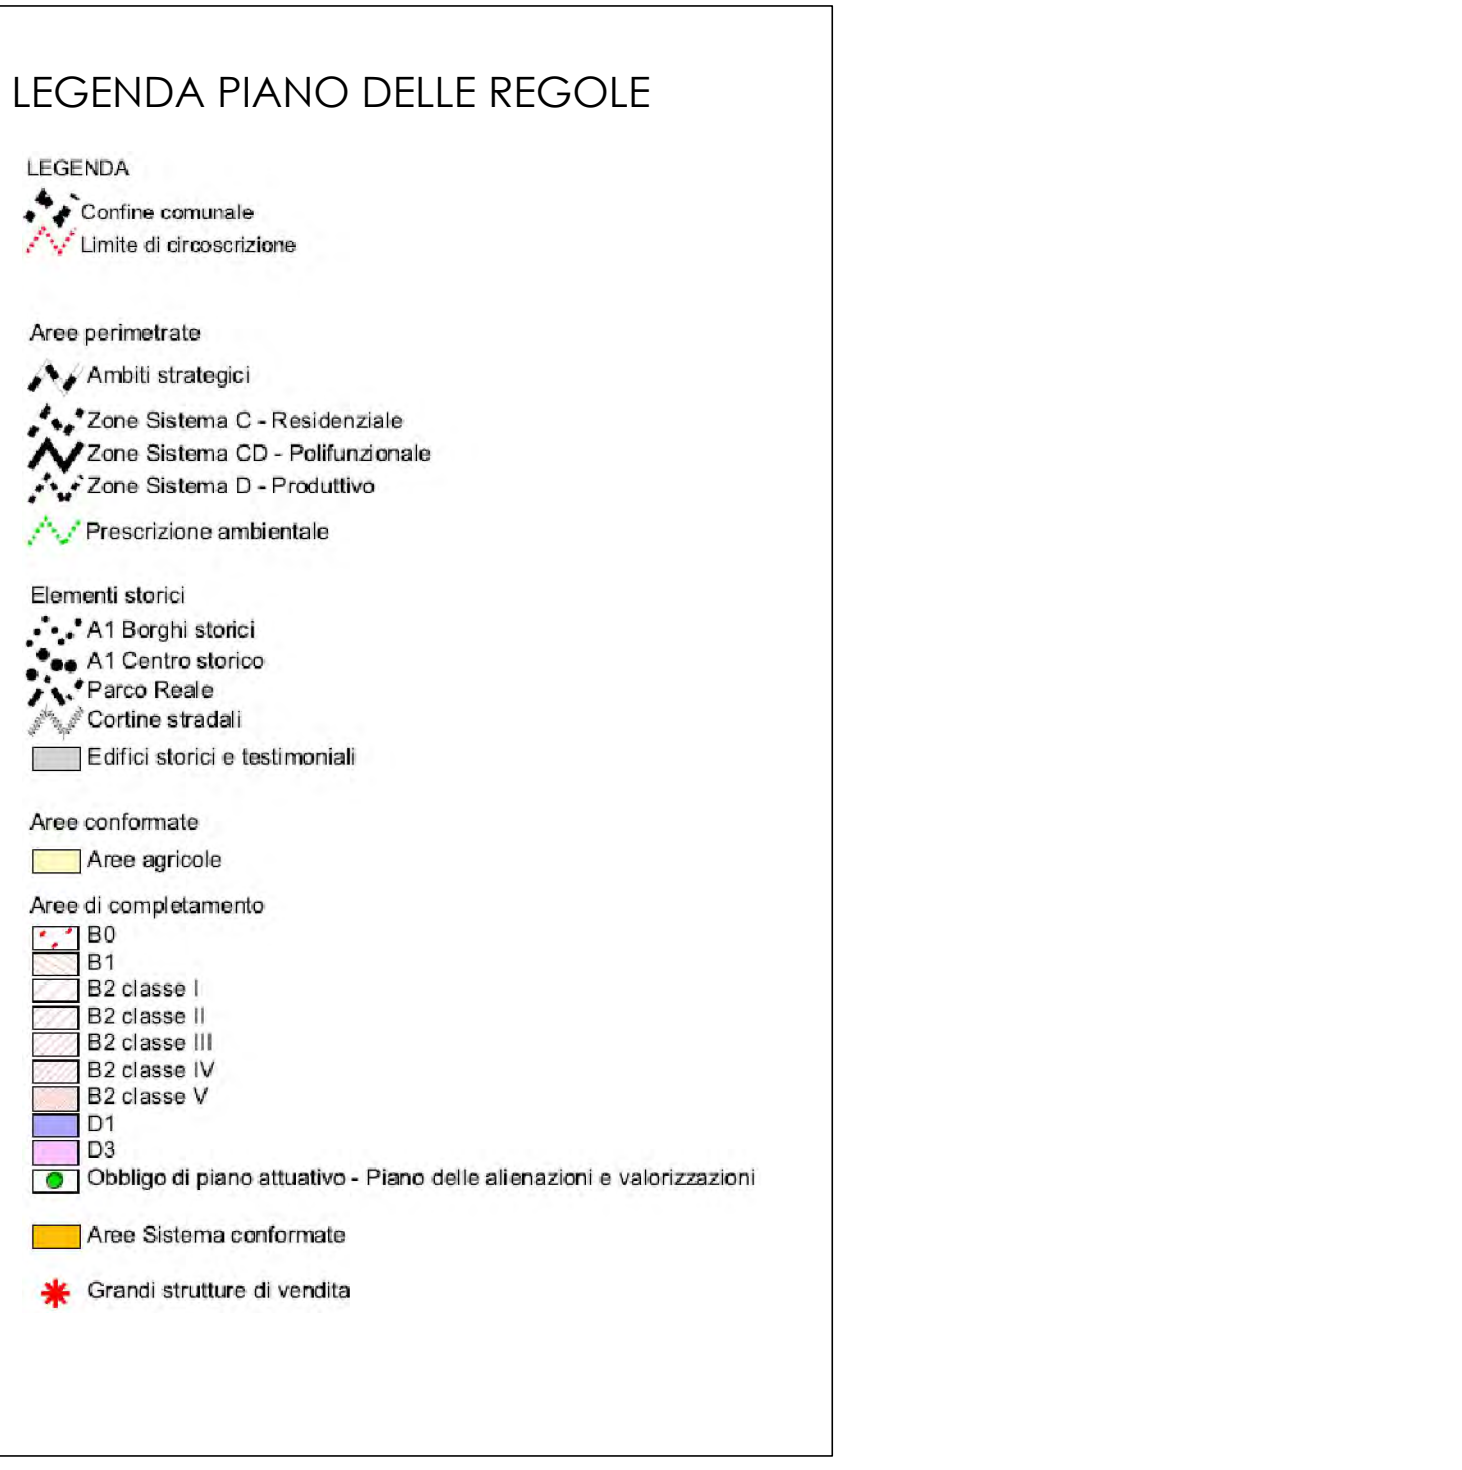 LEGENDA PIANO DELLE REGOLE
LEGENDA
Confine comunale
Limite di circoscrizione
Aree perimetrate
Ambiti strategici
Zone Sistema C - Residenziale
Zone Sistema CD - Polifunzionale
Zone Sistema D - Produttivo
Prescrizione ambientale
Elementi storici
A1 Borghi storici
A1 Centro storico
Parco Reale
Cortine stradali
Edifici storici e testimoniali
Aree conformate
Aree agricole
Aree di completamento
B0
B1
B2 classe I
B2 classe II
B2 classe III
B2 classe IV
B2 classe V
D1
D3
Obbligo di piano attuativo - Piano delle alienazioni e valorizzazioni
Aree Sistema conformate
Grandi strutture di vendita